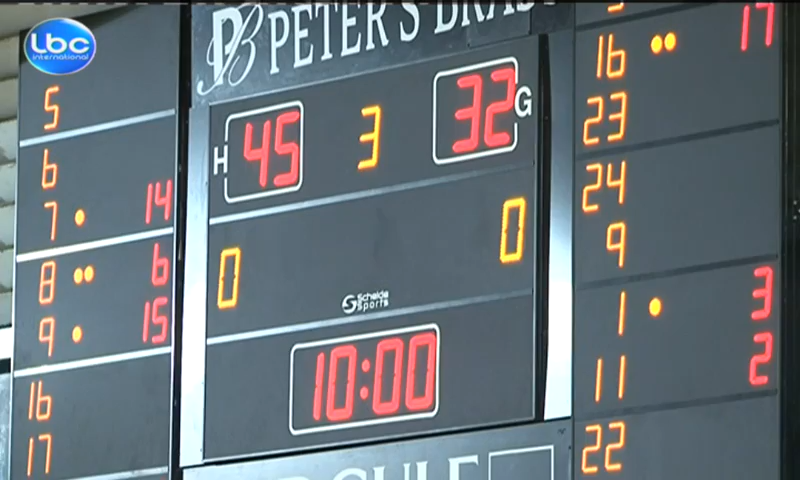 lbc
international
PETER'S
5
6
7 14
8 6
9 15
16
17
H 45 3 32 G
0 0
Schelde
Sports
10:00
17
16
23
24
9
1 3
11 2
22